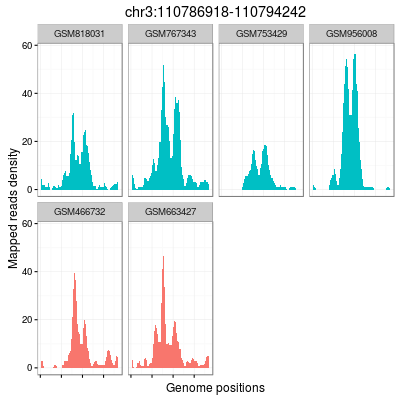 chr3:110786918-110794242
GSM818031 GSM767343 GSM753429 GSM956008
60
40
20
0
GSM466732 GSM663427
60
40
20
0
Mapped reads density
Genome positions